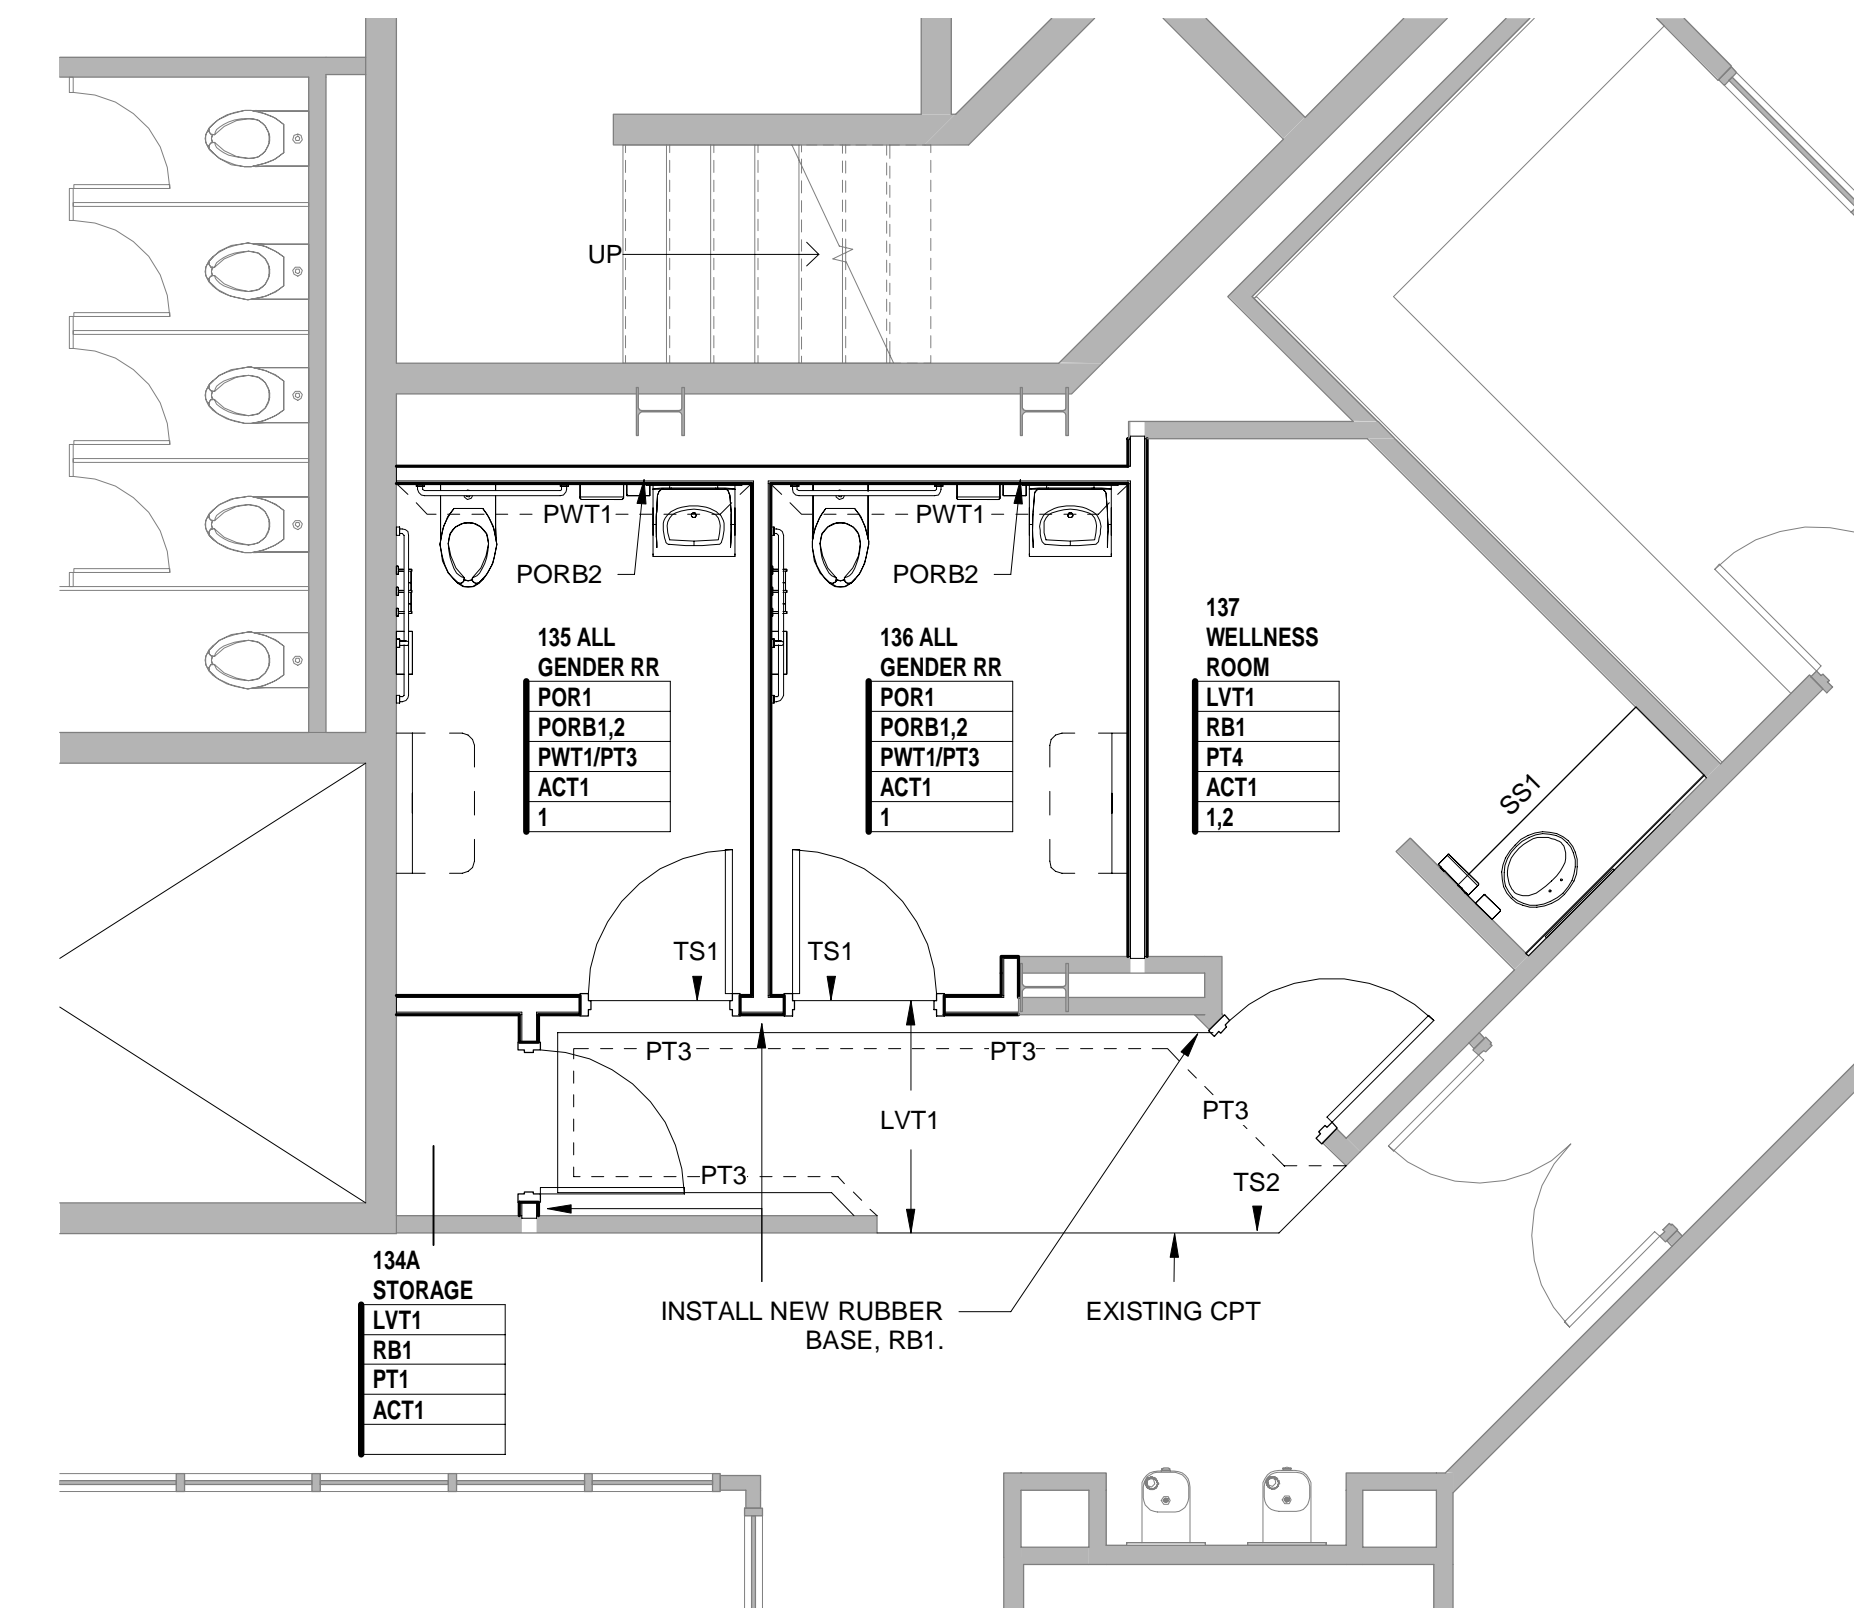 UP
PWT1
PWT1
PORB2
PORB2
135 ALL
GENDER RR
POR1
PORB1,2
PWT1/PT3
ACT1
1
136 ALL
GENDER RR
POR1
PORB1,2
PWT1/PT3
ACT1
1
137
WELLNESS
ROOM
LVT1
RB1
PT4
ACT1
1,2
SS1
TS1
TS1
PT3
PT3
LVT1
PT3
PT3
TS2
134A
STORAGE
LVT1
RB1
PT1
ACT1
INSTALL NEW RUBBER
BASE, RB1.
EXISTING CPT